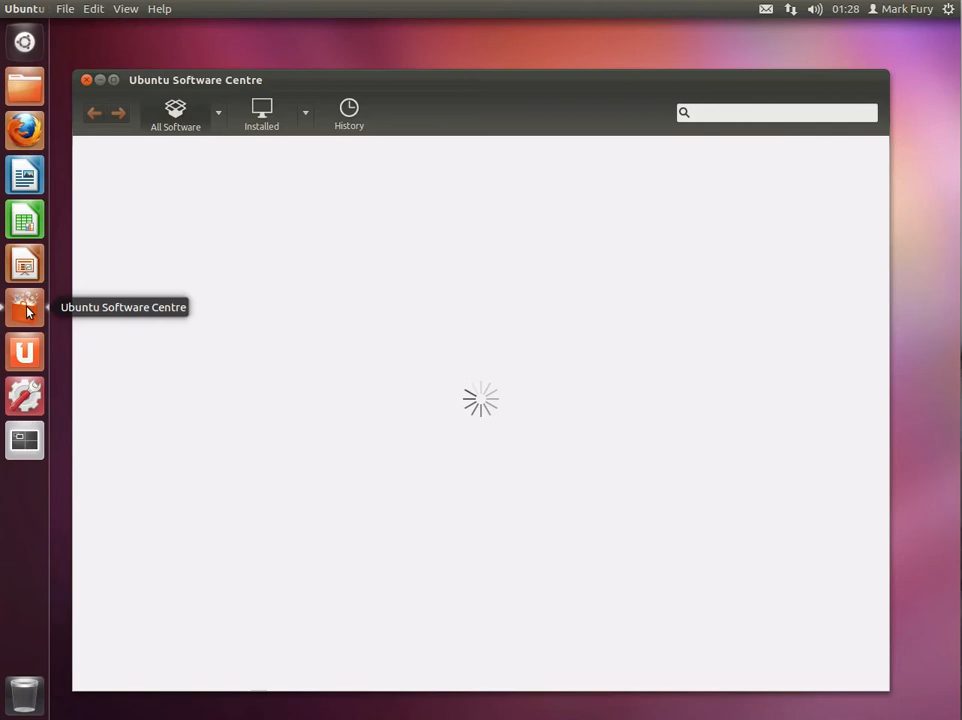 Ubuntu File Edit View Help 01:28 Mark Fury
Ubuntu Software Centre
All Software Installed History
Ubuntu Software Centre